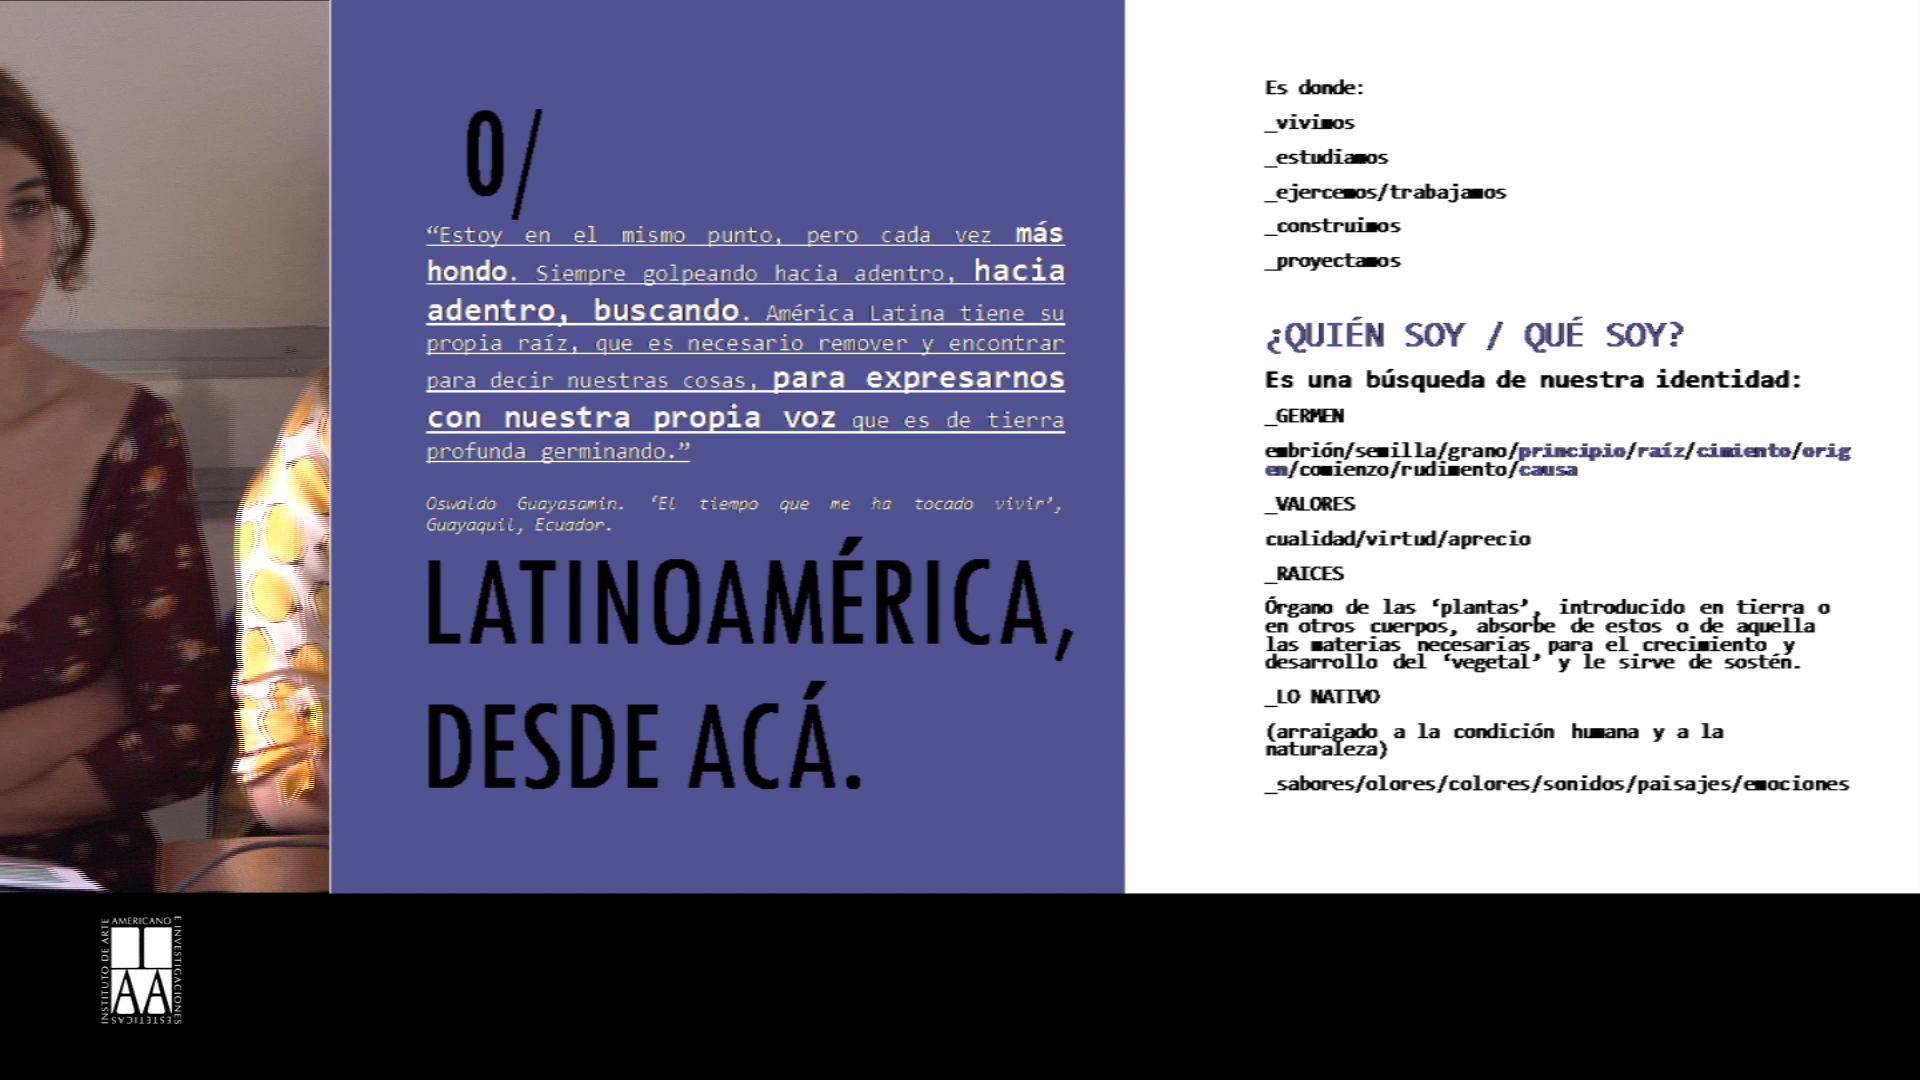 0/
“Estoy en el mismo punto, pero cada vez más
hondo. Siempre golpeando hacia adentro, hacia
adentro, buscando. América Latina tiene su
propia raíz, que es necesario remover y encontrar
para decir nuestras cosas, para expresarnos
con nuestra propia voz que es de tierra
profunda germinando.”
Oswaldo Guayasamin. ‘El tiempo que me ha tocado vivir’,
Guayaquil, Ecuador.
LATINOAMÉRICA,
DESDE ACÁ.
Es donde:
_vivimos
_estudiamos
_ejercemos/trabajamos
_construimos
_proyectamos
¿QUIÉN SOY / QUÉ SOY?
Es una búsqueda de nuestra identidad:
_GERMEN
embrión/semilla/grano/principio/raíz/cimiento/orig
en/comienzo/rudimento/causa
_VALORES
cualidad/virtud/aprecio
_RAICES
Órgano de las ‘plantas’, introducido en tierra o
en otros cuerpos, absorbe de estos o de aquella
las materias necesarias para el crecimiento y
desarrollo del ‘vegetal’ y le sirve de sostén.
_LO NATIVO
(arraigado a la condición humana y a la
naturaleza)
_sabores/olores/colores/sonidos/paisajes/emociones
INSTITUTO DE ARTE
AMERICANO
E INVESTIGACIONES
ESTETICAS
IAA